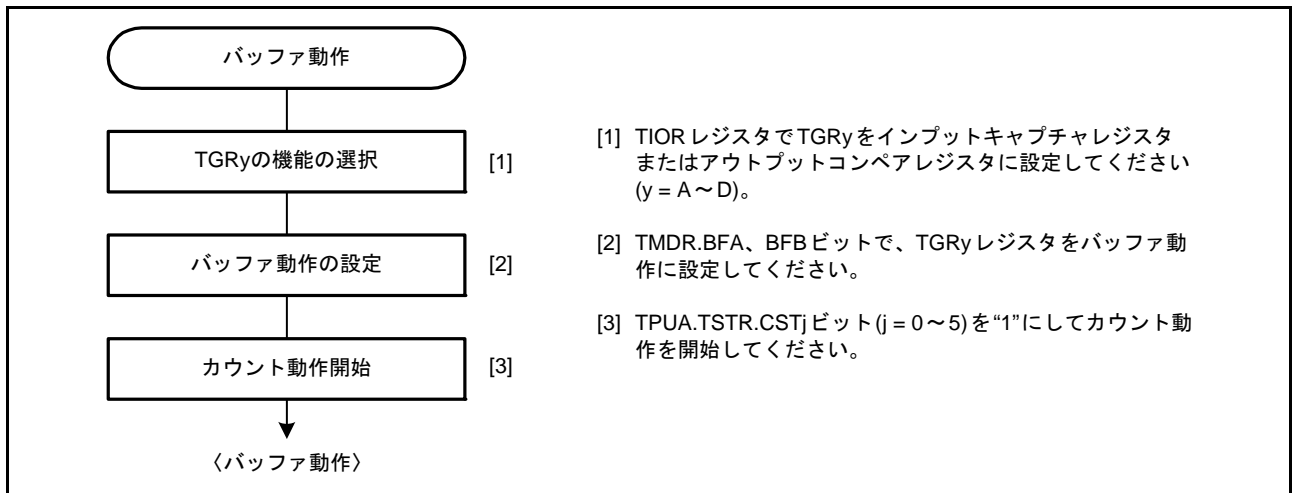 バッファ動作
TGRyの機能の選択
[1]
バッファ動作の設定
[2]
カウント動作開始
[3]
〈バッファ動作〉
[1] TIORレジスタでTGRyをインプットキャプチャレジスタ
またはアウトプットコンペアレジスタに設定してください
(y = A～D)。
[2] TMDR.BFA、BFBビットで、TGRyレジスタをバッファ動
作に設定してください。
[3] TPUA.TSTR.CSTjビット(j = 0～5)を“1”にしてカウント動
作を開始してください。